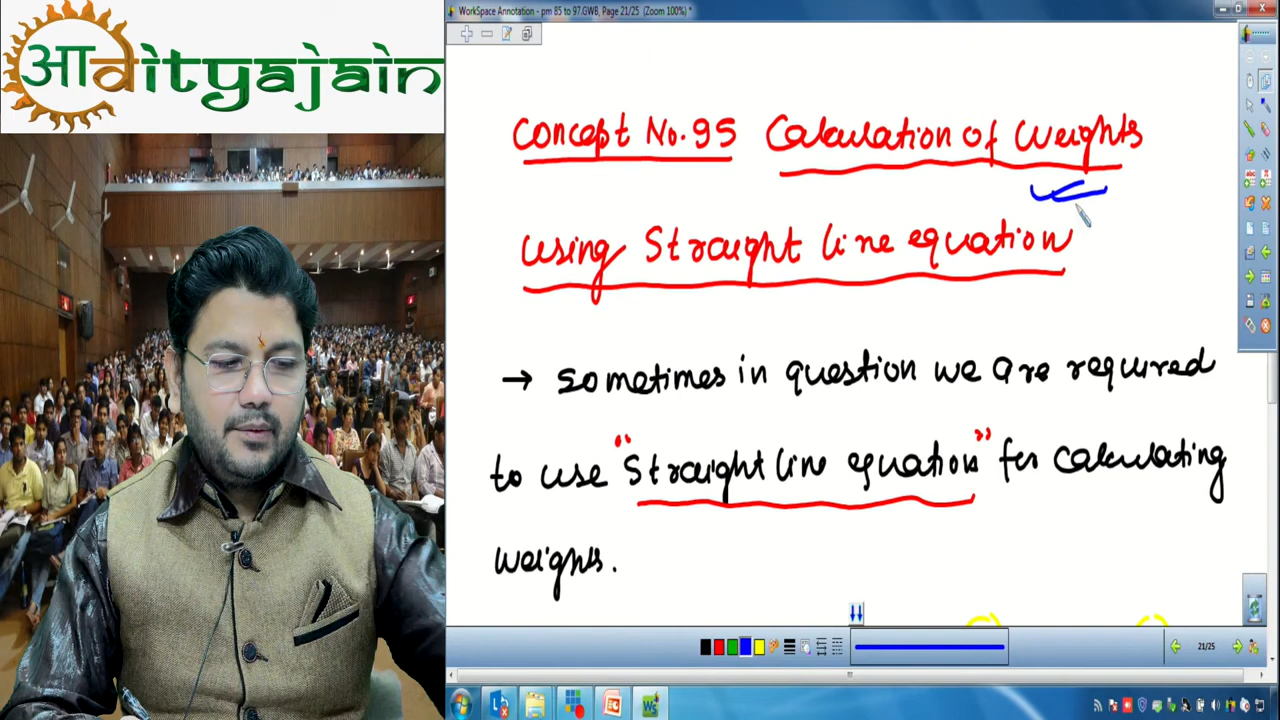 आdityajain
WorkSpace Annotation - pm 85 to 97.GWB, Page 21/25 (Zoom 100%) *
Concept No. 95 Calculation of Weights
using Straight line equation
→ sometimes in question we are required
to use "Straight line equation" for calculating
weights.
21/25